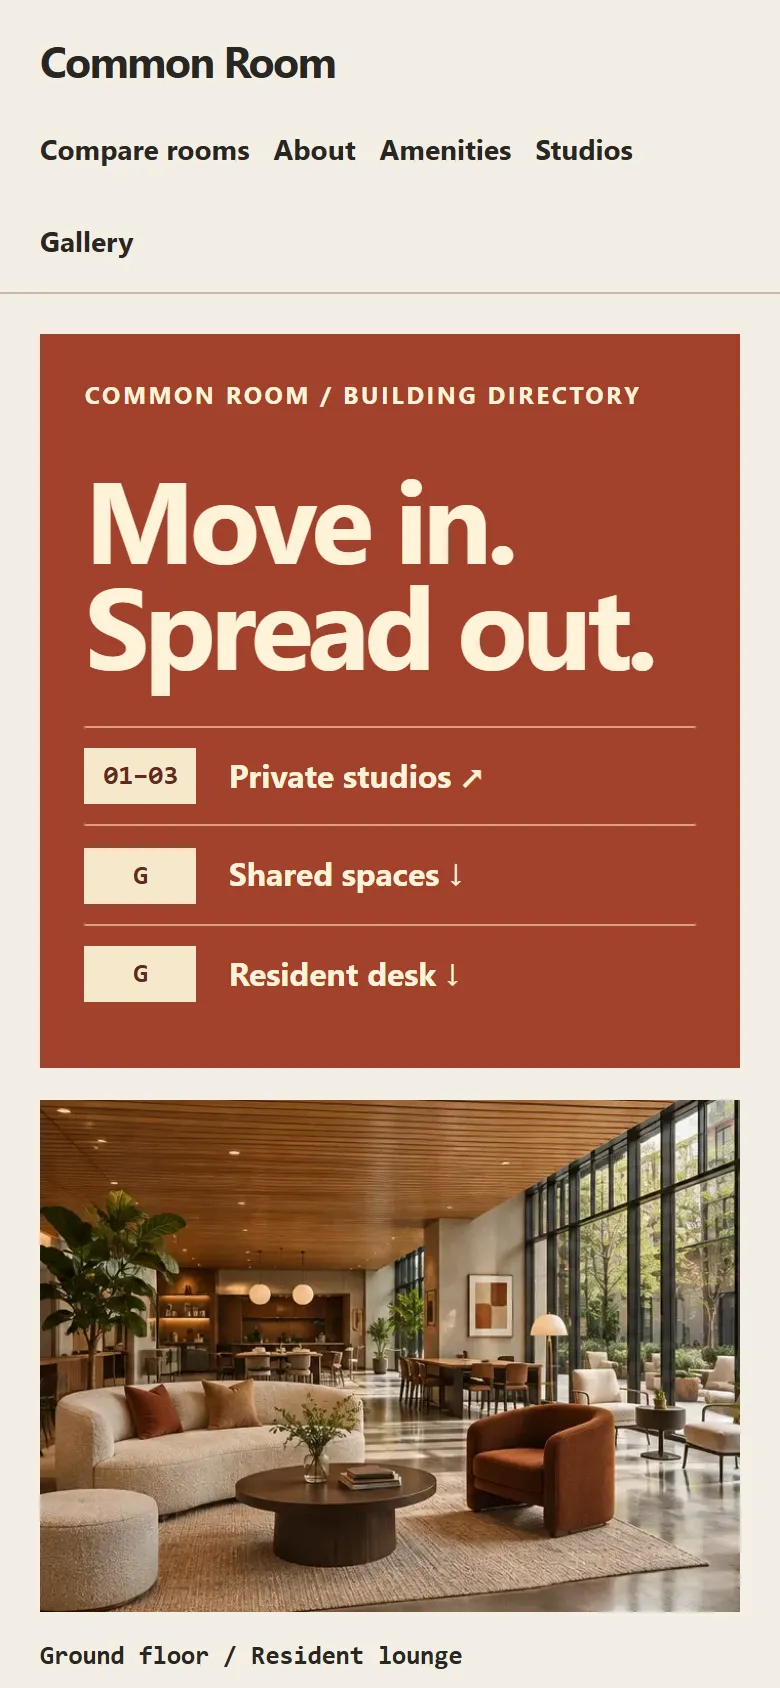 Common Room
Compare rooms About Amenities Studios
Gallery
COMMON ROOM / BUILDING DIRECTORY
Move in.
Spread out.
01–03 Private studios ↗
G Shared spaces ↓
G Resident desk ↓
Ground floor / Resident lounge